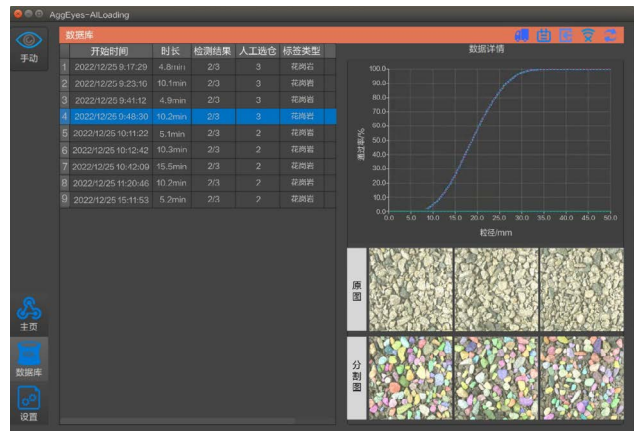 AggEyes-AILoading
手动
数据库
开始时间 时长 检测结果 人工选仓 标签类型
1 2022/12/25 9:17:29 4.8min 2/3 3 花岗岩
2 2022/12/25 9:23:16 10.1min 2/3 3 花岗岩
3 2022/12/25 9:41:12 4.9min 2/3 3 花岗岩
4 2022/12/25 9:48:30 10.2min 2/3 3 花岗岩
5 2022/12/25 10:11:22 5.1min 2/3 2 花岗岩
6 2022/12/25 10:12:42 10.3min 2/3 2 花岗岩
7 2022/12/25 10:42:09 15.5min 2/3 2 花岗岩
8 2022/12/25 11:20:46 10.2min 2/3 2 花岗岩
9 2022/12/25 15:11:53 5.2min 2/3 2 花岗岩
数据详情
100.0
90.0
80.0
70.0
60.0
50.0
40.0
30.0
20.0
10.0
0.0
通过率/%
0.0 5.0 10.0 15.0 20.0 25.0 30.0 35.0 40.0 45.0 50.0
粒径/mm
原图
分割图
主页
数据库
设置